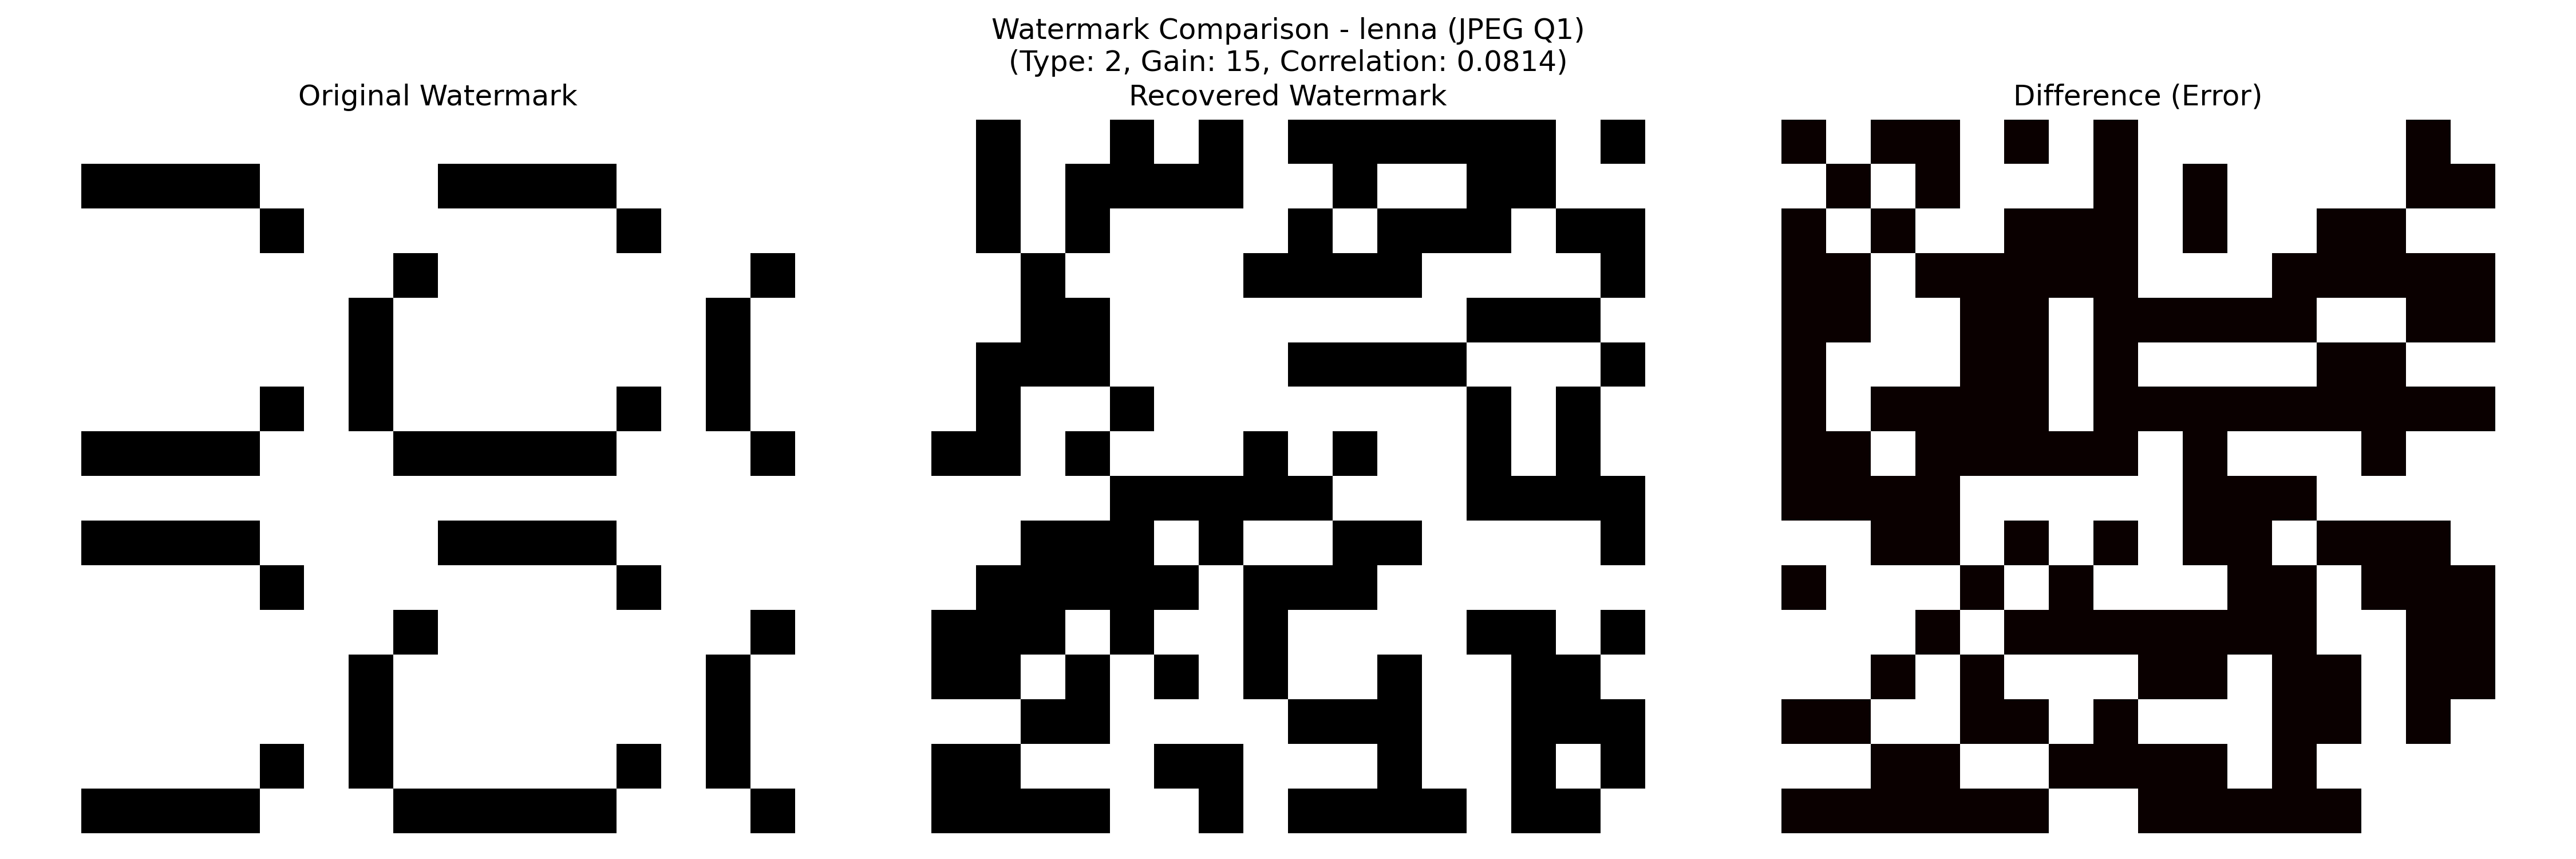 Watermark Comparison - lenna (JPEG Q1)
(Type: 2, Gain: 15, Correlation: 0.0814)
Original Watermark
Recovered Watermark
Difference (Error)